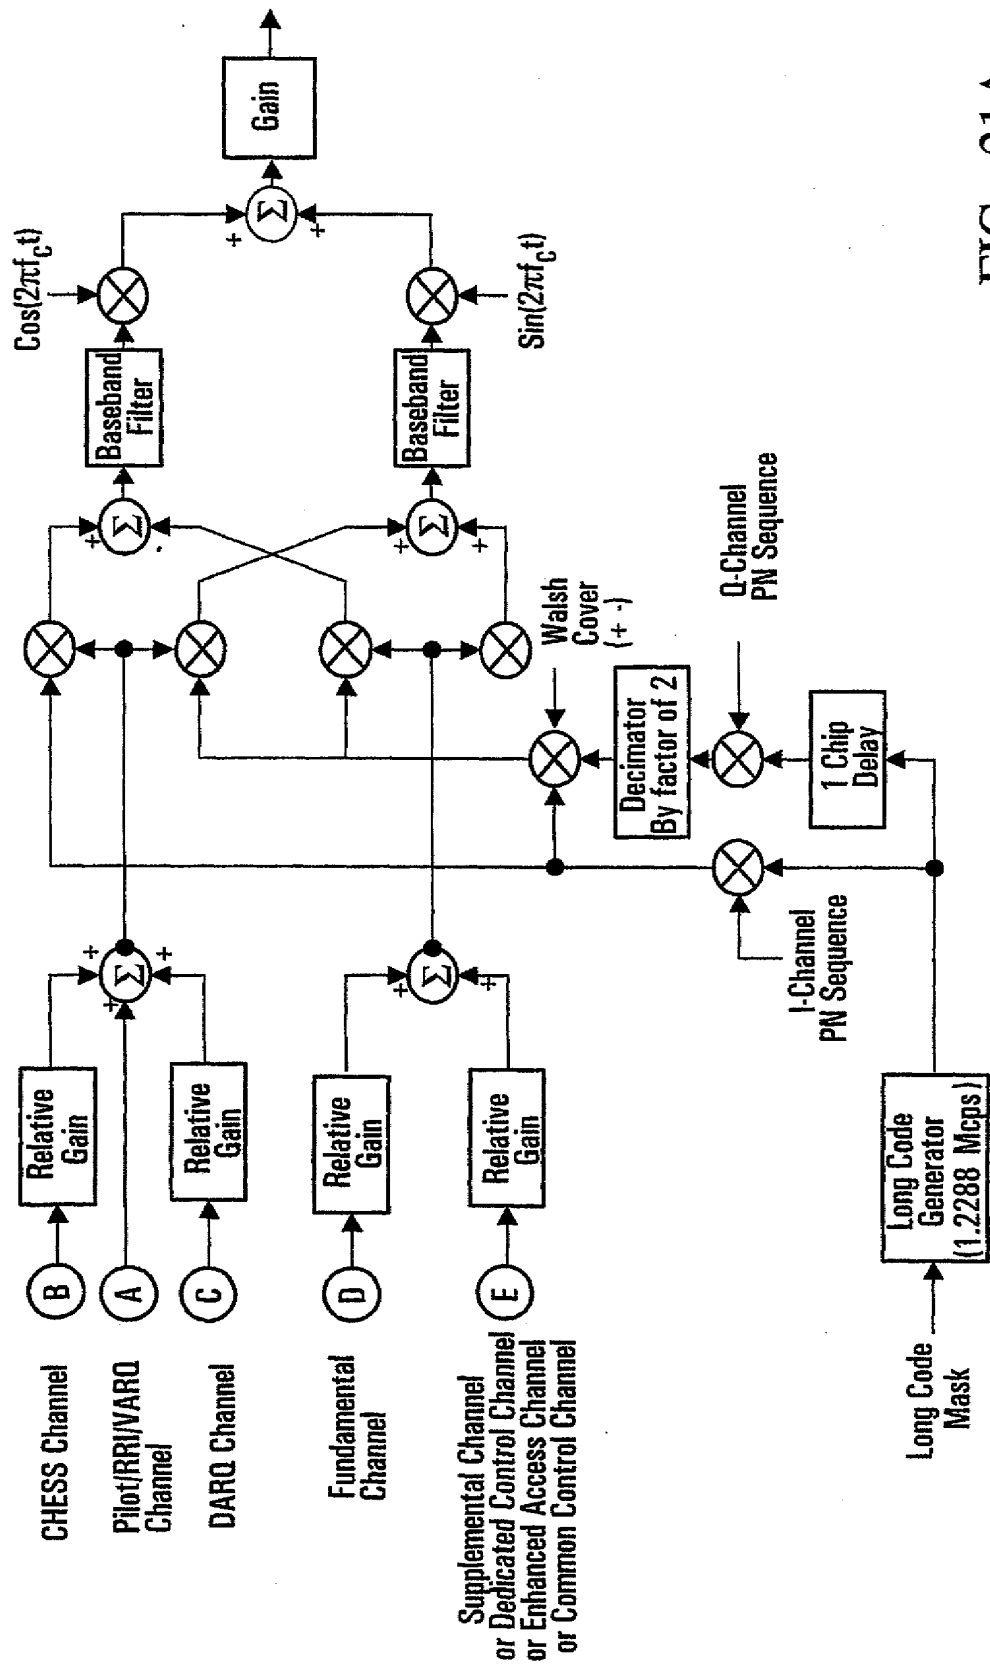 CHESS Channel
B
Relative
Gain
+
Pilot/RRI/VARQ
Channel
A
+
Σ
DARQ Channel
C
Relative
Gain
+
Fundamental
Channel
D
Relative
Gain
+
Σ
Supplemental Channel
or Dedicated Control Channel
or Enhanced Access Channel
or Common Control Channel
E
Relative
Gain
+
Long Code
Mask
Long Code
Generator
(1.2288 Mcps)
I-Channel
PN Sequence
1 Chip
Delay
Q-Channel
PN Sequence
Decimator
By factor of 2
Walsh
Cover
(+ -)
+
Σ
Baseband
Filter
Cos(2πfct)
+
Σ
+
Baseband
Filter
Sin(2πfct)
+
Σ
+
Gain